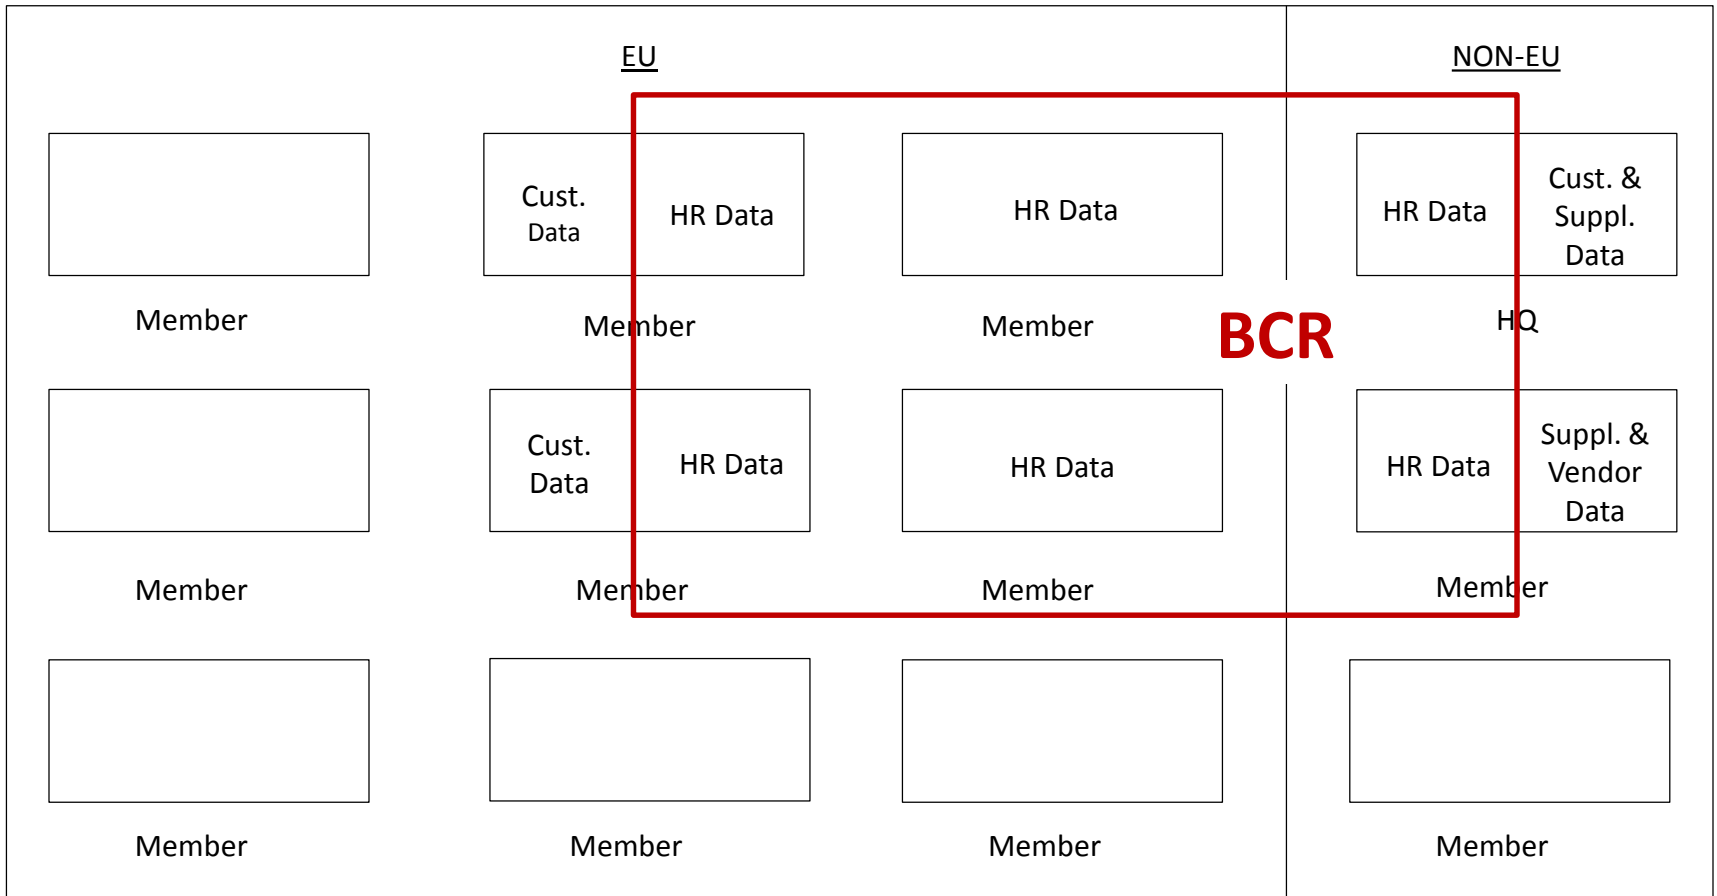 EU
NON-EU
Cust.
Data
HR Data
HR Data
HR Data
Cust. &
Suppl.
Data
Member
Member
Member
BCR
HQ
Cust.
Data
HR Data
HR Data
HR Data
Suppl. &
Vendor
Data
Member
Member
Member
Member
Member
Member
Member
Member